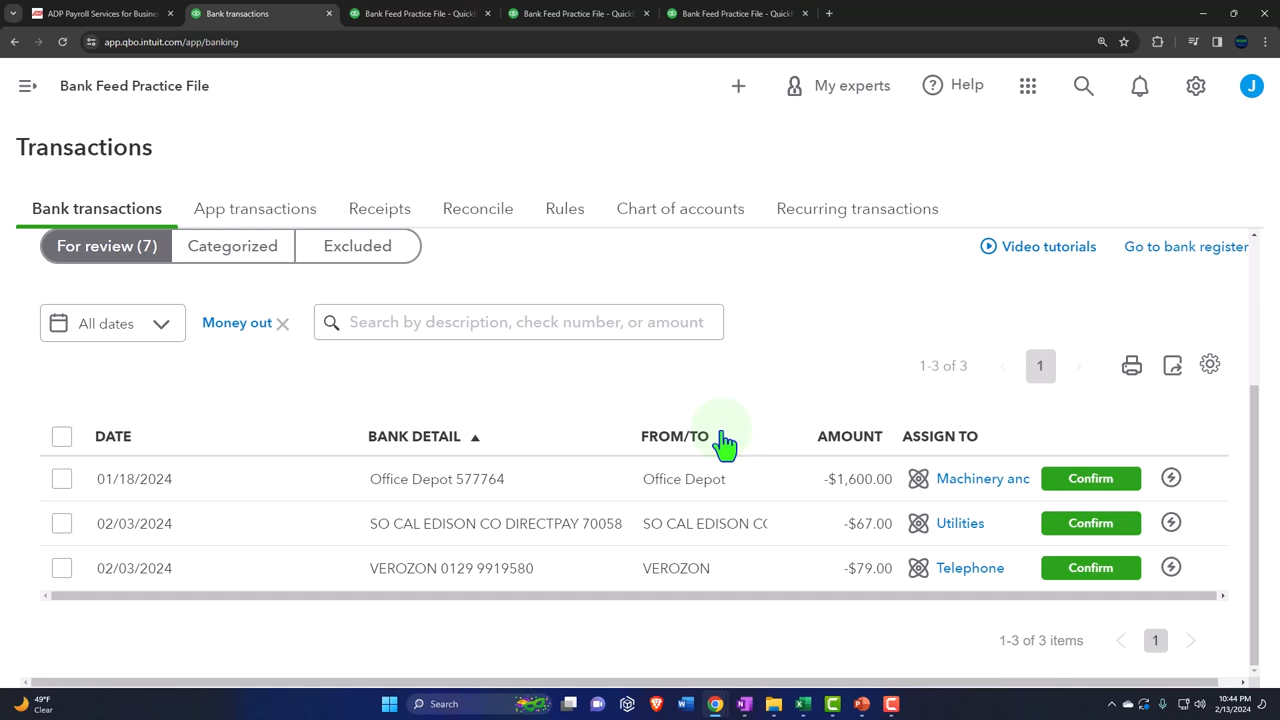 ADP Payroll Services for Busines
Bank transactions
Bank Feed Practice File - Quick
Bank Feed Practice File - Quick
Bank Feed Practice File - Quick
app.qbo.intuit.com/app/banking
Bank Feed Practice File
My experts
Help
J
Transactions
Bank transactions
App transactions
Receipts
Reconcile
Rules
Chart of accounts
Recurring transactions
For review (7)
Categorized
Excluded
Video tutorials
Go to bank register
All dates
Money out
Search by description, check number, or amount
1-3 of 3
1
DATE BANK DETAIL FROM/TO AMOUNT ASSIGN TO
01/18/2024 Office Depot 577764 Office Depot -$1,600.00 Machinery anc Confirm
02/03/2024 SO CAL EDISON CO DIRECTPAY 70058 SO CAL EDISON CO -$67.00 Utilities Confirm
02/03/2024 VEROZON 0129 9919580 VEROZON -$79.00 Telephone Confirm
1-3 of 3 items
1
49°F
Clear
Search
10:44 PM
2/13/2024